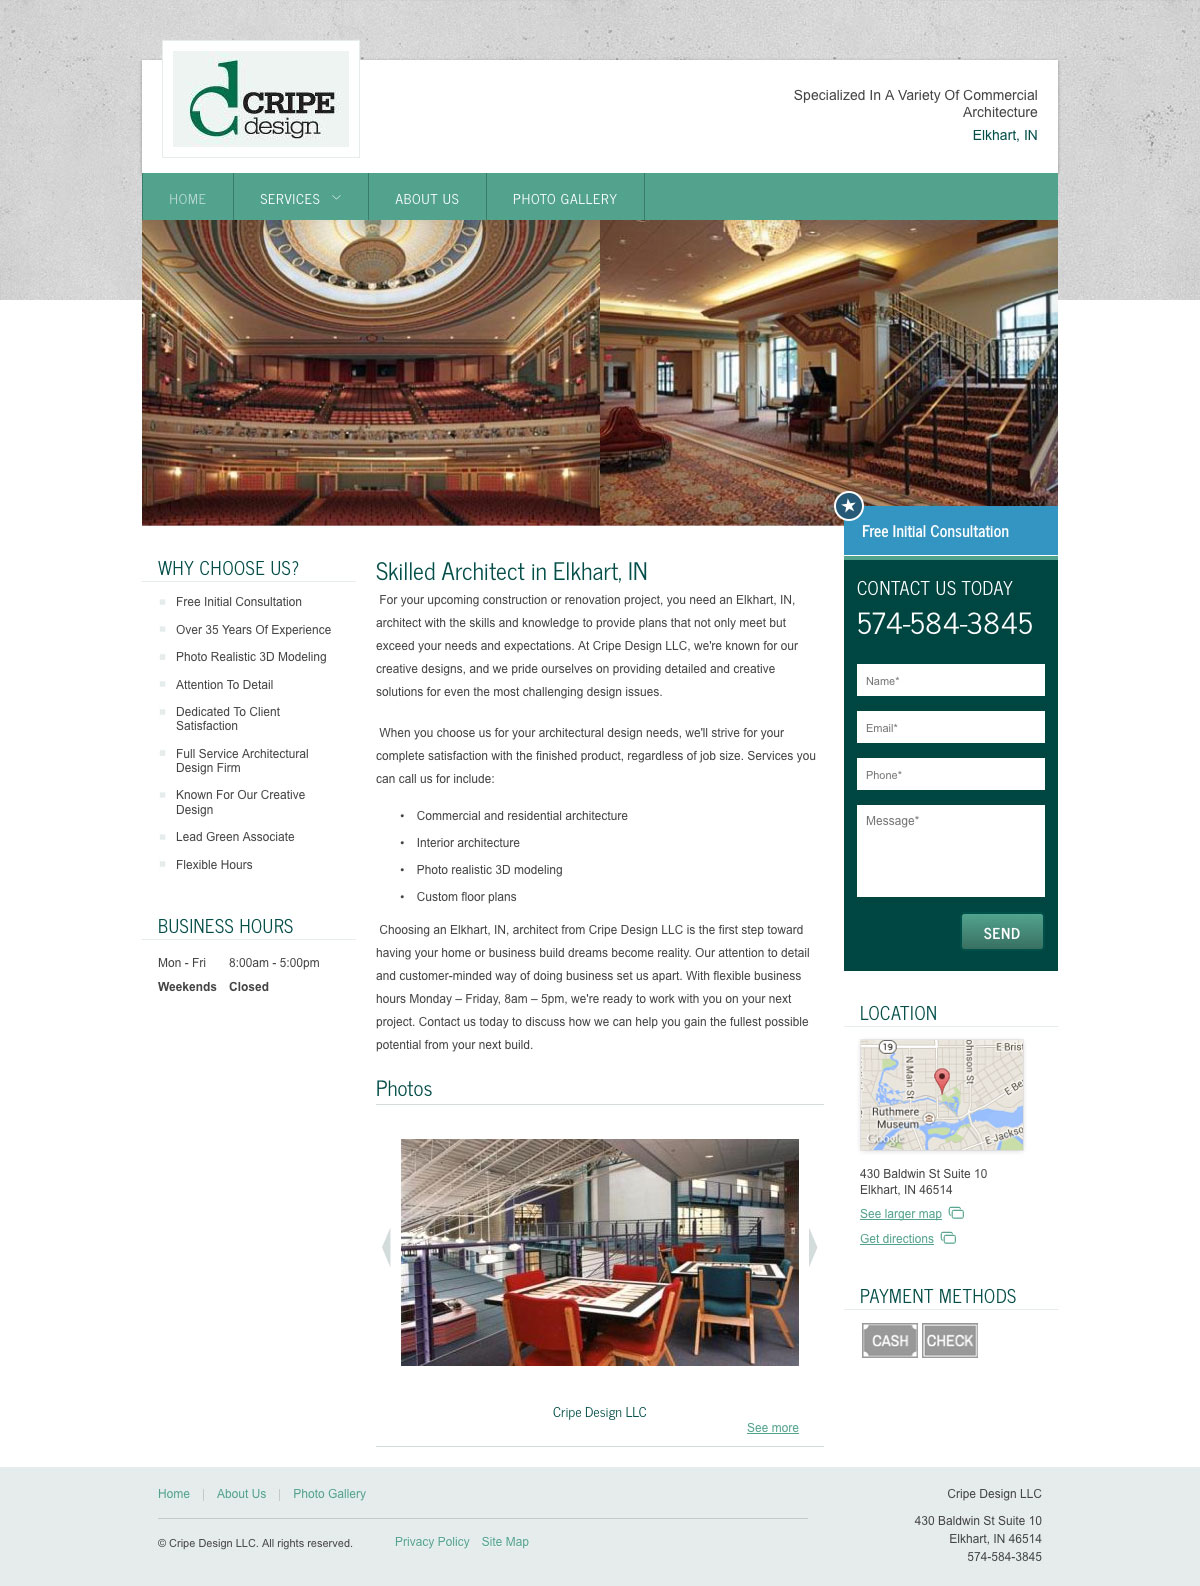 CRIPE
design
Specialized In A Variety Of Commercial
Architecture
Elkhart, IN
HOME
SERVICES
ABOUT US
PHOTO GALLERY
Free Initial Consultation
WHY CHOOSE US?
Free Initial Consultation
Over 35 Years Of Experience
Photo Realistic 3D Modeling
Attention To Detail
Dedicated To Client
Satisfaction
Full Service Architectural
Design Firm
Known For Our Creative
Design
Lead Green Associate
Flexible Hours
BUSINESS HOURS
Mon - Fri 8:00am - 5:00pm
Weekends Closed
Skilled Architect in Elkhart, IN
For your upcoming construction or renovation project, you need an Elkhart, IN,
architect with the skills and knowledge to provide plans that not only meet but
exceed your needs and expectations. At Cripe Design LLC, we're known for our
creative designs, and we pride ourselves on providing detailed and creative
solutions for even the most challenging design issues.
When you choose us for your architectural design needs, we'll strive for your
complete satisfaction with the finished product, regardless of job size. Services you
can call us for include:
• Commercial and residential architecture
• Interior architecture
• Photo realistic 3D modeling
• Custom floor plans
Choosing an Elkhart, IN, architect from Cripe Design LLC is the first step toward
having your home or business build dreams become reality. Our attention to detail
and customer-minded way of doing business set us apart. With flexible business
hours Monday – Friday, 8am – 5pm, we're ready to work with you on your next
project. Contact us today to discuss how we can help you gain the fullest possible
potential from your next build.
Photos
Cripe Design LLC
See more
CONTACT US TODAY
574-584-3845
Name*
Email*
Phone*
Message*
SEND
LOCATION
19
N Main St
ohnson St
E Brist
E Be
Ruthmere
Museum
E Jackso
Google
430 Baldwin St Suite 10
Elkhart, IN 46514
See larger map
Get directions
PAYMENT METHODS
CASH
CHECK
Home | About Us | Photo Gallery
© Cripe Design LLC. All rights reserved.
Privacy Policy
Site Map
Cripe Design LLC
430 Baldwin St Suite 10
Elkhart, IN 46514
574-584-3845